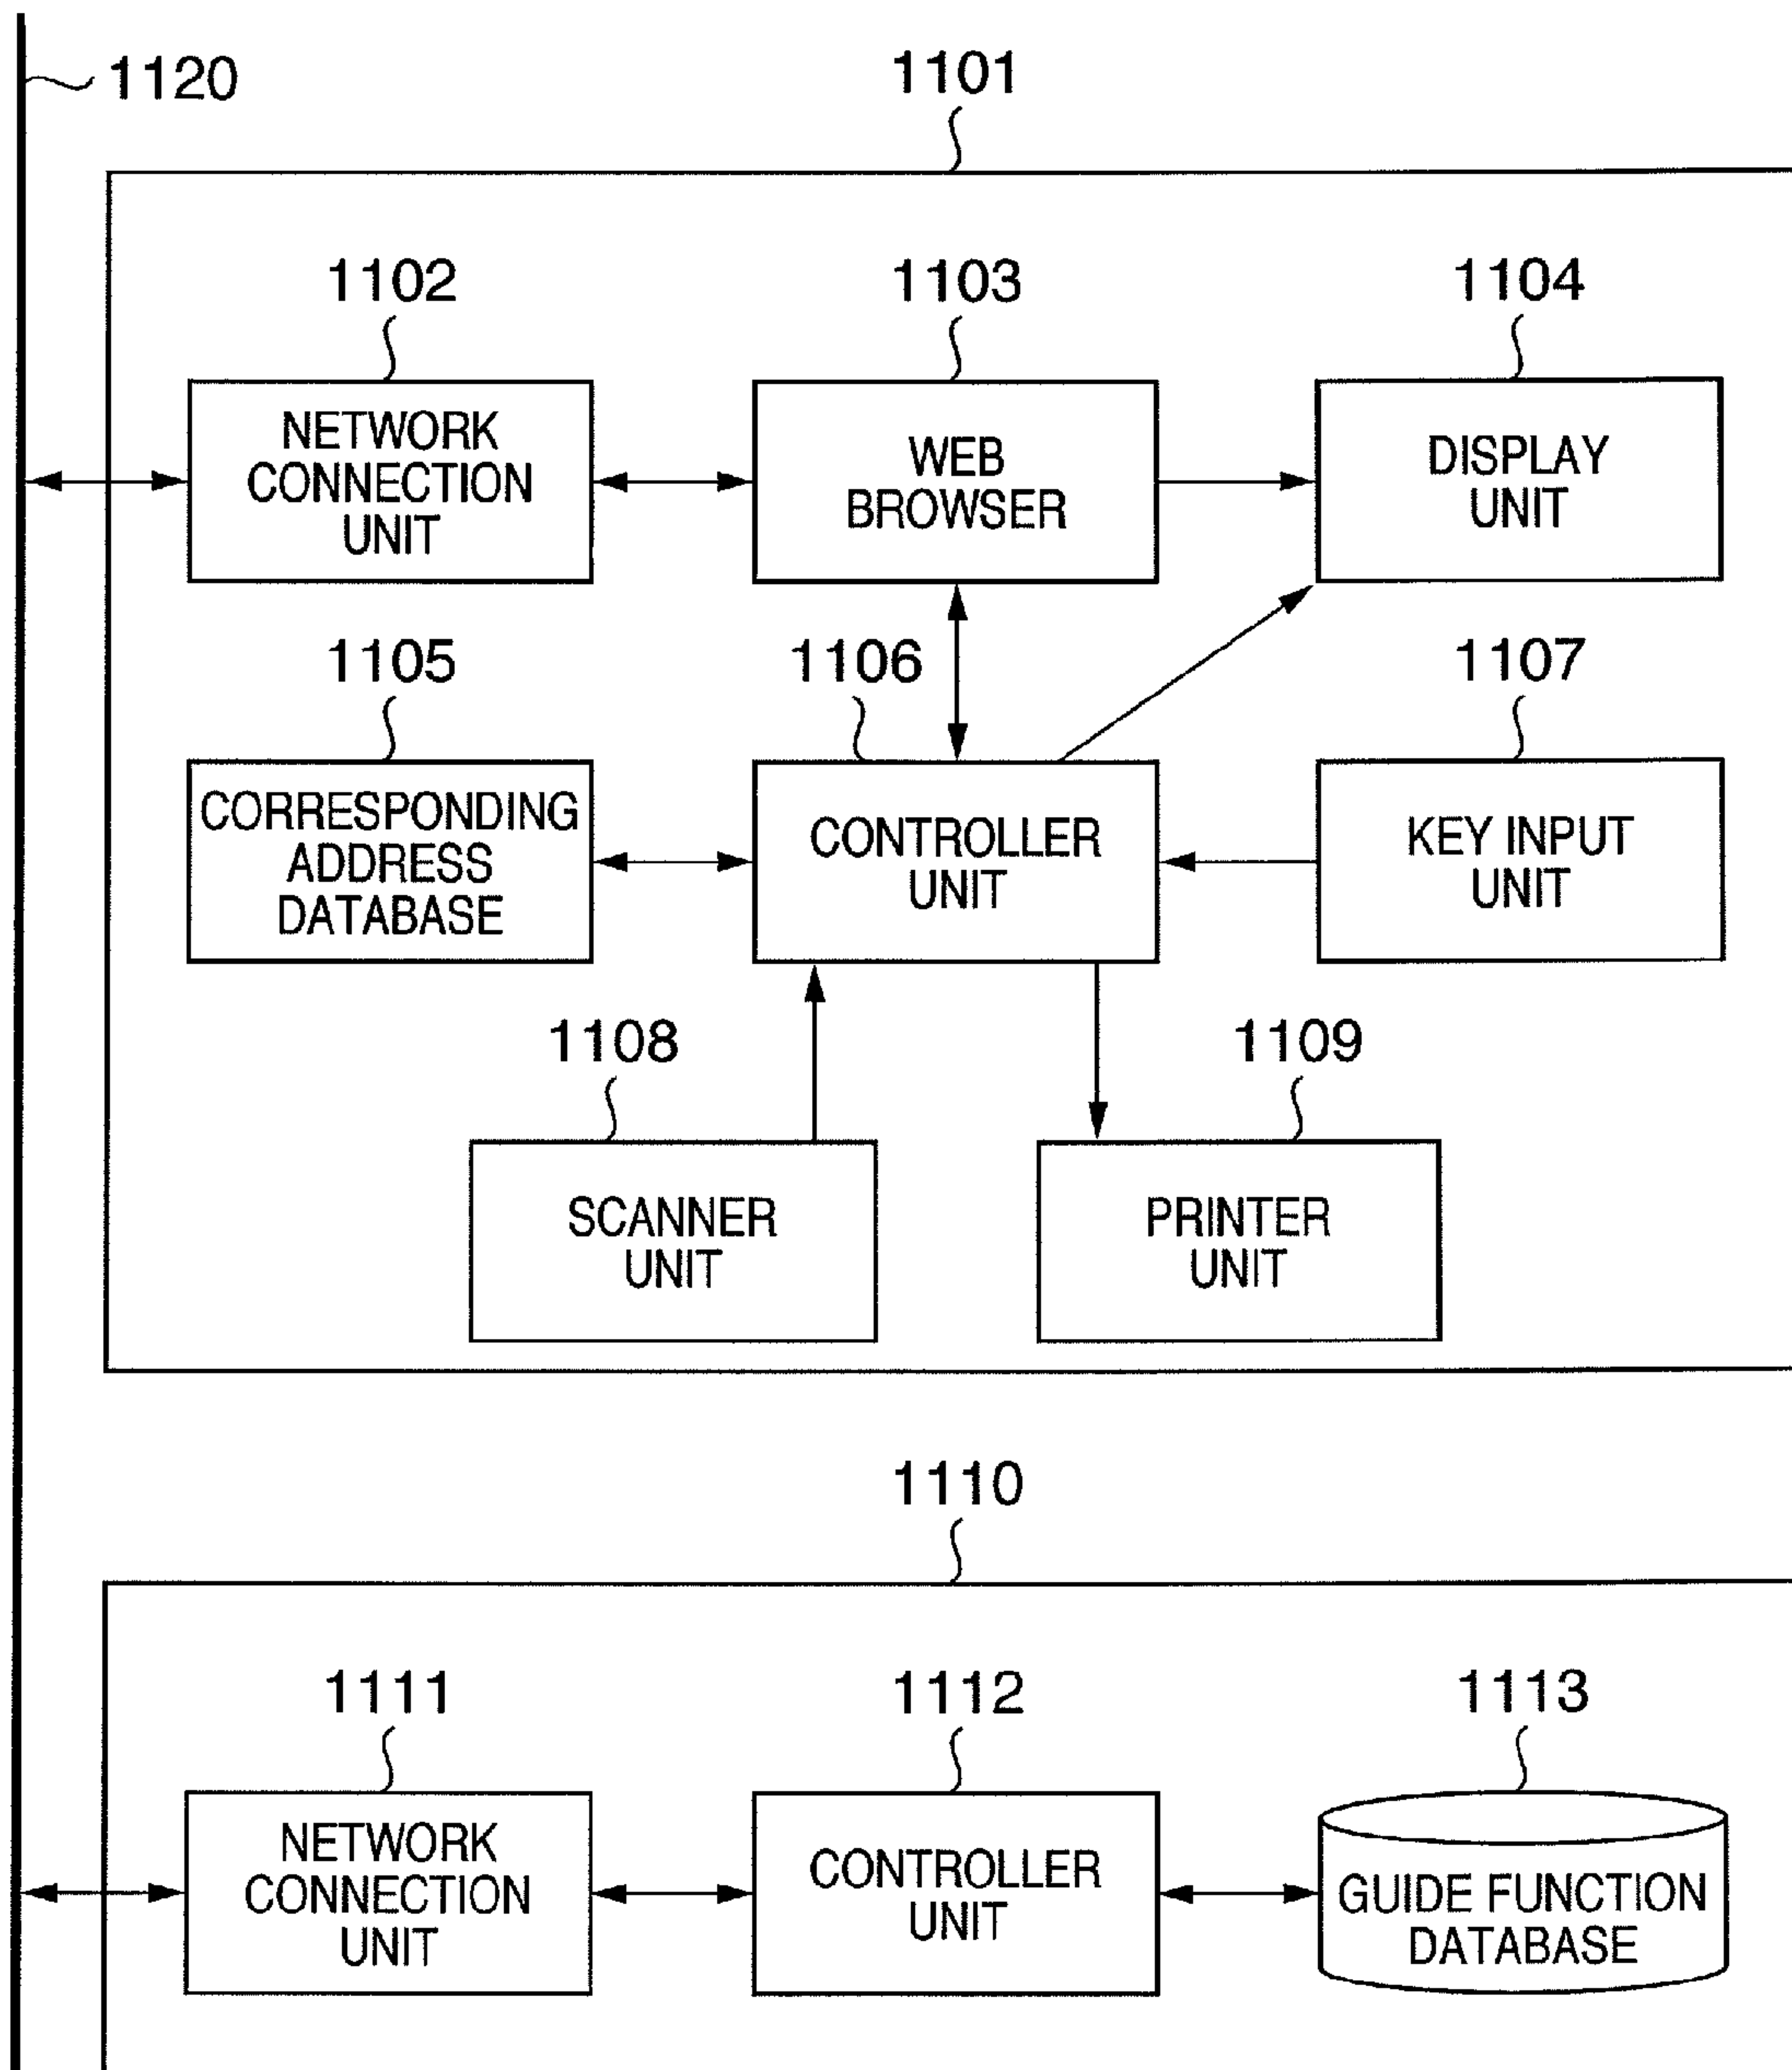 1120
1101
1102
1103
1104
NETWORK
CONNECTION
UNIT
WEB
BROWSER
DISPLAY
UNIT
1105
1106
1107
CORRESPONDING
ADDRESS
DATABASE
CONTROLLER
UNIT
KEY INPUT
UNIT
1108
1109
SCANNER
UNIT
PRINTER
UNIT
1110
1111
1112
1113
NETWORK
CONNECTION
UNIT
CONTROLLER
UNIT
GUIDE FUNCTION
DATABASE